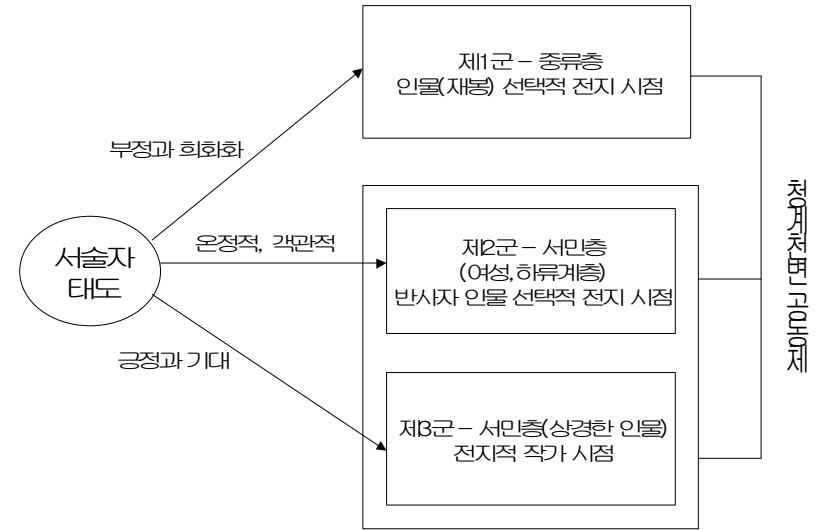 제1군 – 중류층
인물(재봉) 선택적 전지 시점
부정과 희화화
서술자
태도
온정적, 객관적
제2군 – 서민층
(여성,하류계층)
반사자 인물 선택적 전지 시점
긍정과 기대
제3군 – 서민층(상경한 인물)
전지적 작가 시점
청계천변 공동체